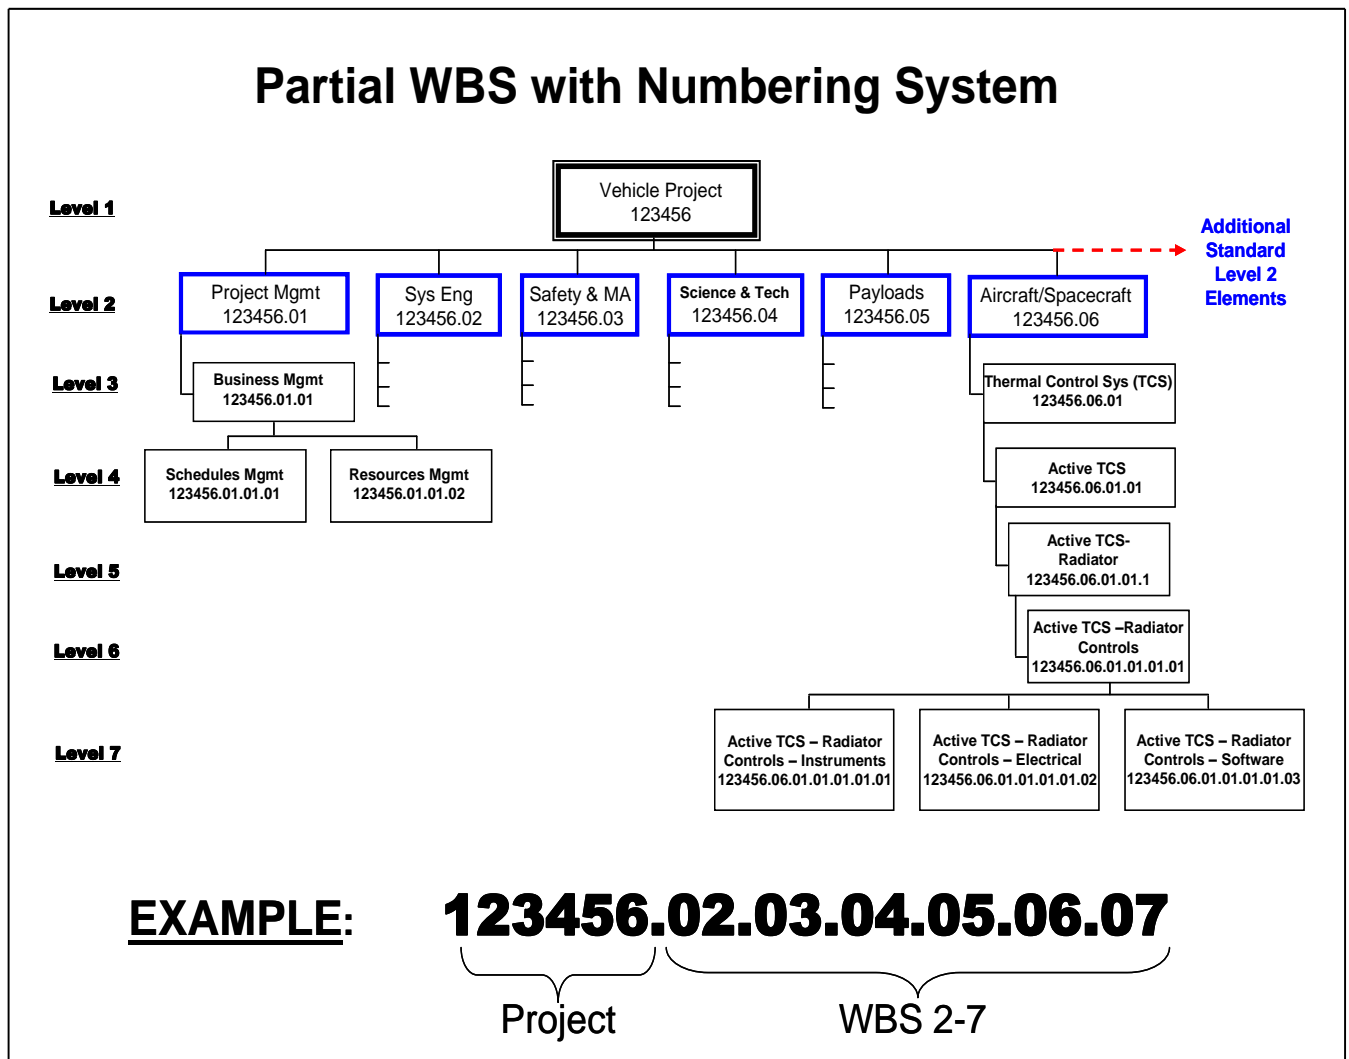 Partial WBS with Numbering System
Level 1
Vehicle Project
123456
Additional
Standard
Level 2
Elements
Level 2
Project Mgmt
123456.01
Sys Eng
123456.02
Safety & MA
123456.03
Science & Tech
123456.04
Payloads
123456.05
Aircraft/Spacecraft
123456.06
Level 3
Business Mgmt
123456.01.01
Thermal Control Sys (TCS)
123456.06.01
Level 4
Schedules Mgmt
123456.01.01.01
Resources Mgmt
123456.01.01.02
Active TCS
123456.06.01.01
Level 5
Active TCS-
Radiator
123456.06.01.01.1
Level 6
Active TCS –Radiator
Controls
123456.06.01.01.01.01
Level 7
Active TCS – Radiator
Controls – Instruments
123456.06.01.01.01.01.01
Active TCS – Radiator
Controls – Electrical
123456.06.01.01.01.01.02
Active TCS – Radiator
Controls – Software
123456.06.01.01.01.01.03
EXAMPLE: 123456.02.03.04.05.06.07
Project
WBS 2-7